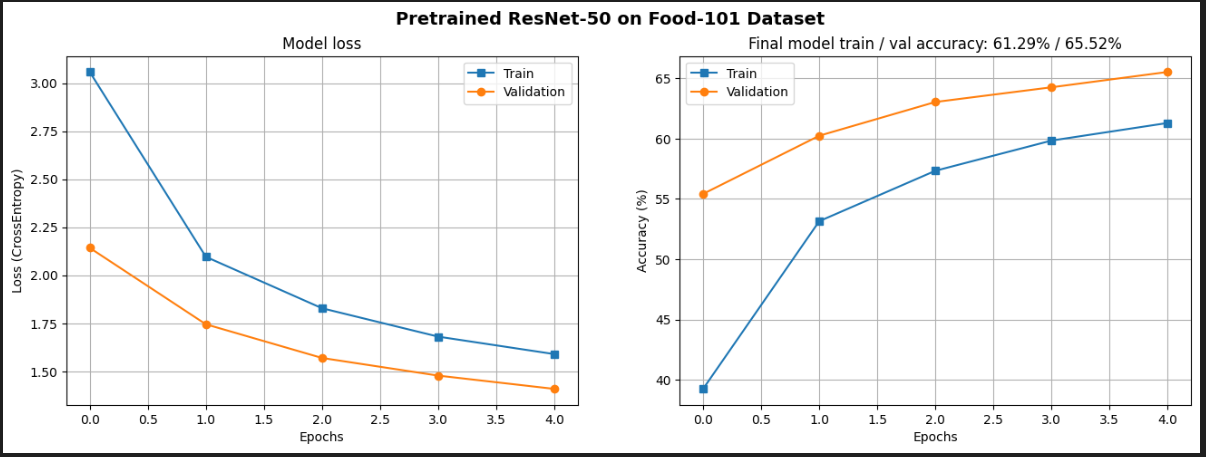 Pretrained ResNet-50 on Food-101 Dataset
Model loss
Train
Validation
3.00
2.75
2.50
2.25
2.00
1.75
1.50
Loss (CrossEntropy)
0.0 0.5 1.0 1.5 2.0 2.5 3.0 3.5 4.0
Epochs
Final model train / val accuracy: 61.29% / 65.52%
Train
Validation
65
60
55
50
45
40
Accuracy (%)
0.0 0.5 1.0 1.5 2.0 2.5 3.0 3.5 4.0
Epochs